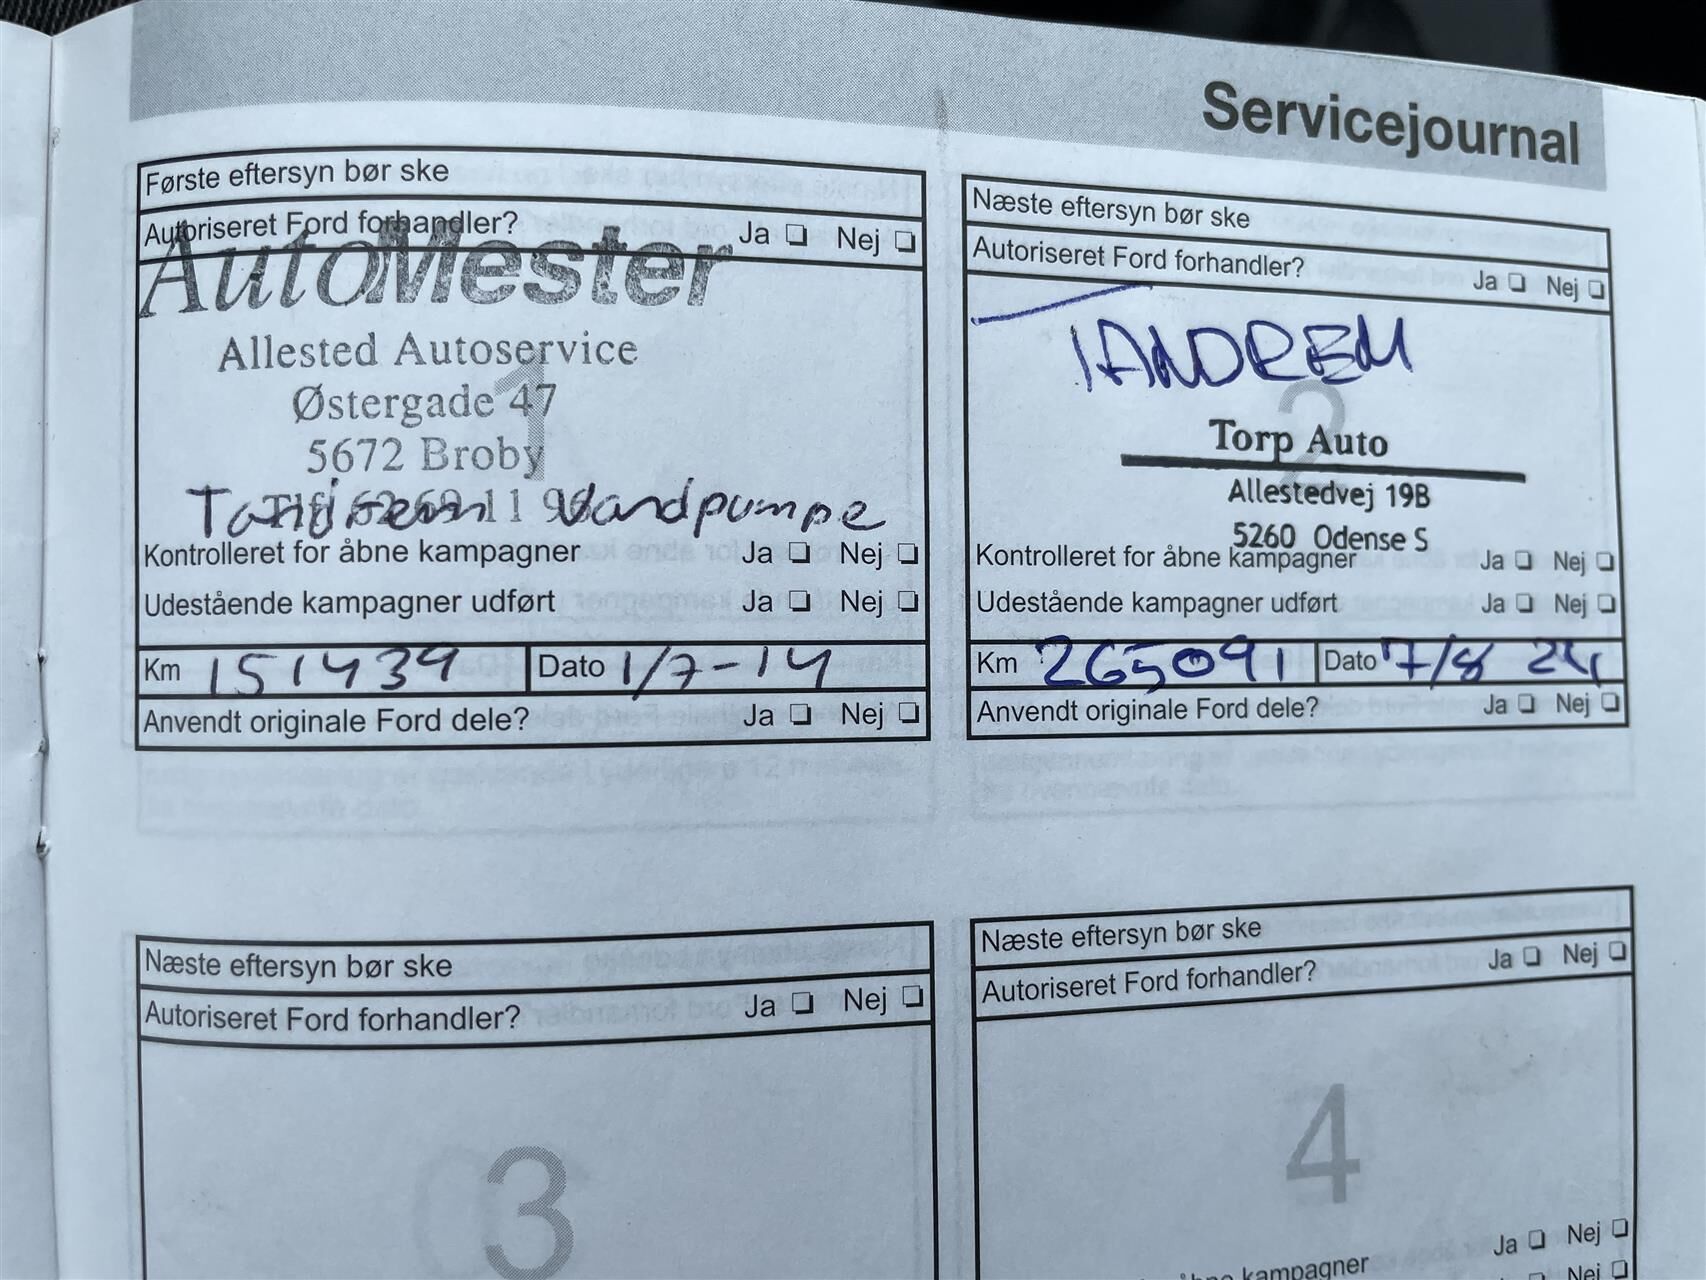 Servicejournal
Første eftersyn bør ske
Autoriseret Ford forhandler? Ja Nej
AutoMester
Allested Autoservice
Østergade 47
5672 Broby
1
Vandpumpe
Kontrolleret for åbne kampagner Ja Nej
Udestående kampagner udført Ja Nej
Km 151439 Dato 1/7-14
Anvendt originale Ford dele? Ja Nej
Næste eftersyn bør ske
Autoriseret Ford forhandler? Ja Nej
TANDREM
2
Torp Auto
Allestedvej 19B
5260 Odense S
Kontrolleret for åbne kampagner Ja Nej
Udestående kampagner udført Ja Nej
Km 265091 Dato 7/8 24
Anvendt originale Ford dele? Ja Nej
Næste eftersyn bør ske
Autoriseret Ford forhandler? Ja Nej
3
Næste eftersyn bør ske
Autoriseret Ford forhandler? Ja Nej
4
kampagner Ja Nej
Nej